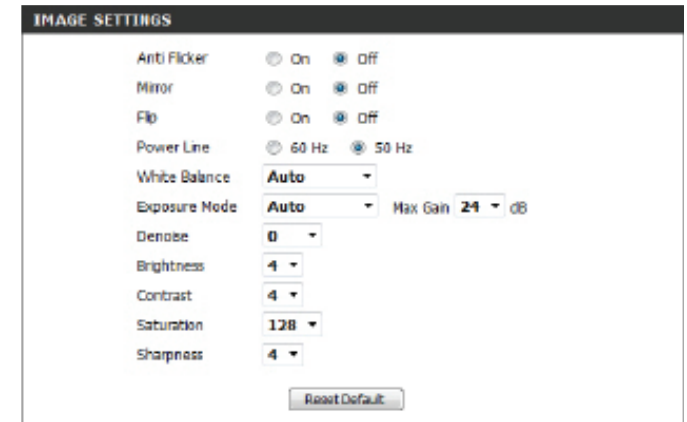 IMAGE SETTINGS
Anti Flicker On Off
Mirror On Off
Flip On Off
Power Line 60 Hz 50 Hz
White Balance Auto
Exposure Mode Auto Max Gain 24 dB
Denoise 0
Brightness 4
Contrast 4
Saturation 128
Sharpness 4
Reset Default